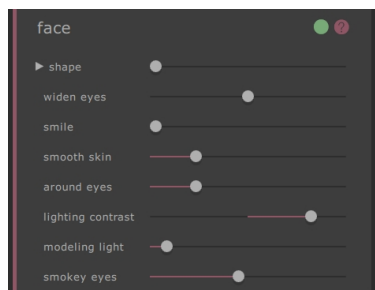 face
?
shape
widen eyes
smile
smooth skin
around eyes
lighting contrast
modeling light
smokey eyes